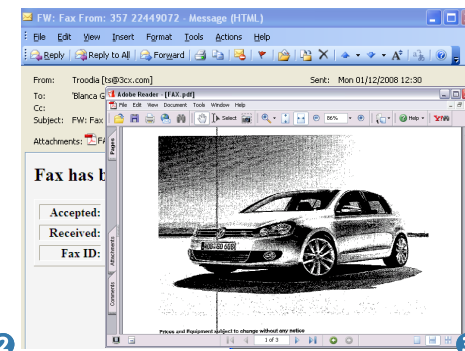 FW: Fax From: 357 22449072 - Message (HTML)
File Edit View Insert Format Tools Actions Help
Reply Reply to All Forward
From: Troodia [ts@3cx.com] Sent: Mon 01/12/2008 12:30
To: 'Blanca G
Cc:
Subject: FW: Fax
Attachments: FA
Adobe Reader - [FAX.pdf]
File Edit View Document Tools Window Help
Select 86% Help
Pages
Attachments
Comments
Fax has b
Accepted:
Received:
Fax ID:
Prices and Equipment subject to change without any notice
1 of 3
2